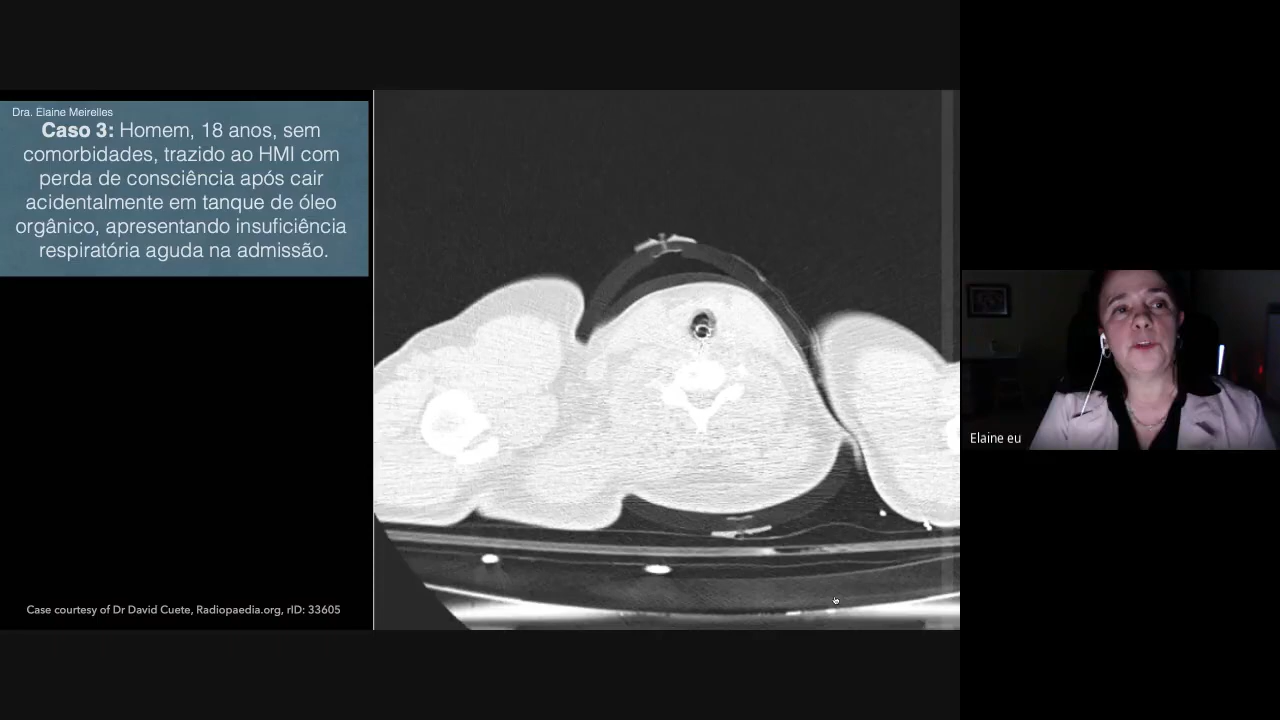 Dra. Elaine Meirelles
Caso 3: Homem, 18 anos, sem
comorbidades, trazido ao HMI com
perda de consciência após cair
acidentalmente em tanque de óleo
orgânico, apresentando insuficiência
respiratória aguda na admissão.
Case courtesy of Dr David Cuete, Radiopaedia.org, rID: 33605
Elaine eu